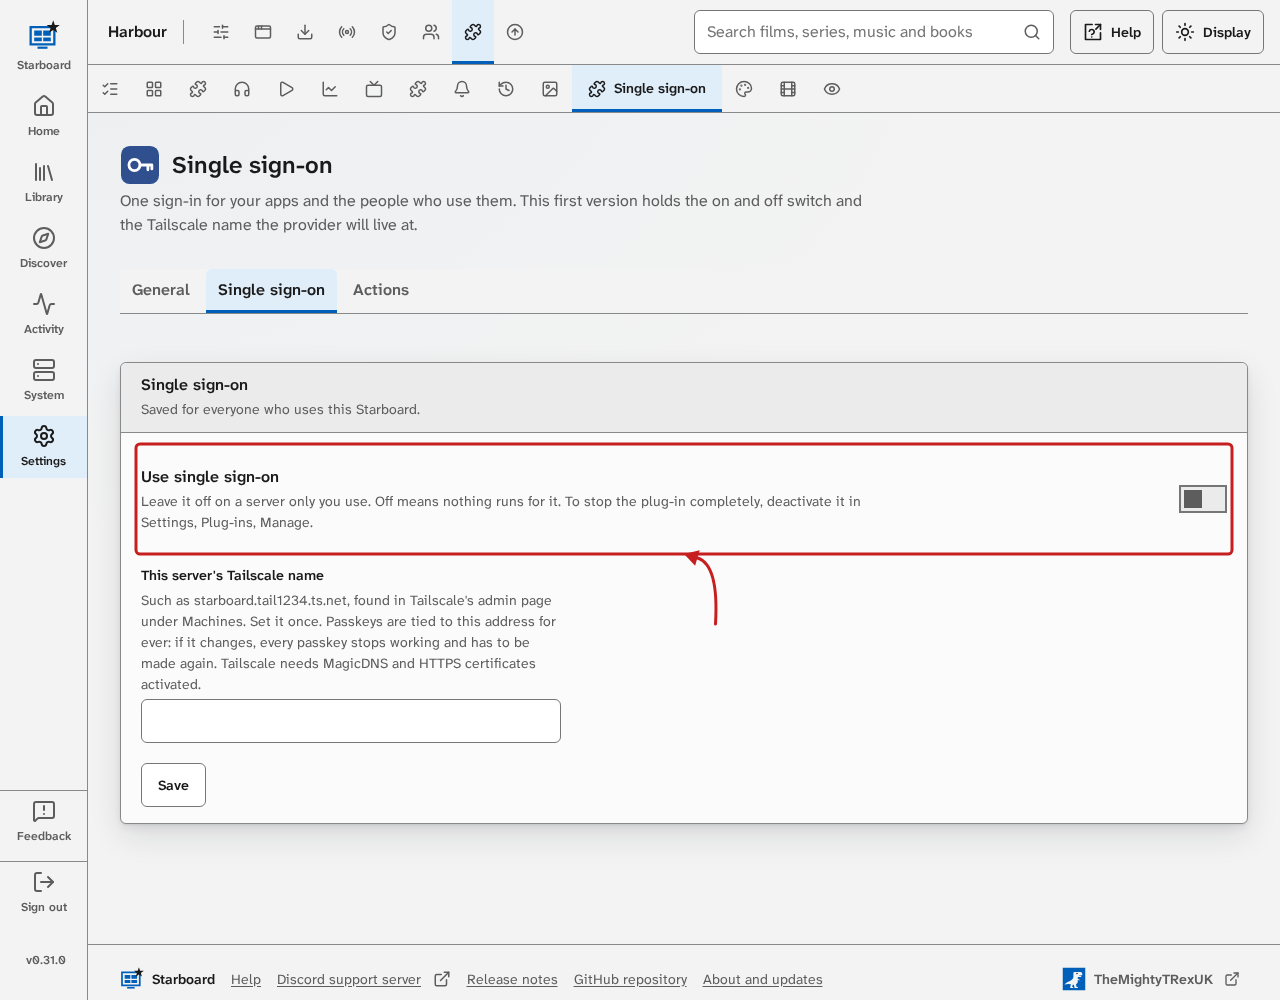 Starboard
Home
Library
Discover
Activity
System
Settings
Feedback
Sign out
v0.31.0
Harbour
Search films, series, music and books
Help
Display
Single sign-on
Single sign-on
One sign-in for your apps and the people who use them. This first version holds the on and off switch and
the Tailscale name the provider will live at.
General
Single sign-on
Actions
Single sign-on
Saved for everyone who uses this Starboard.
Use single sign-on
Leave it off on a server only you use. Off means nothing runs for it. To stop the plug-in completely, deactivate it in
Settings, Plug-ins, Manage.
This server's Tailscale name
Such as starboard.tail1234.ts.net, found in Tailscale's admin page
under Machines. Set it once. Passkeys are tied to this address for
ever: if it changes, every passkey stops working and has to be
made again. Tailscale needs MagicDNS and HTTPS certificates
activated.
Save
Starboard
Help
Discord support server
Release notes
GitHub repository
About and updates
TheMightyTRexUK